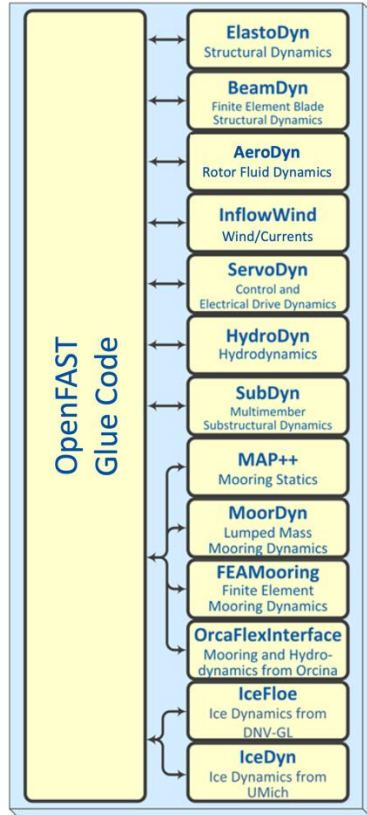 OpenFAST
Glue Code
ElastoDyn
Structural Dynamics
BeamDyn
Finite Element Blade
Structural Dynamics
AeroDyn
Rotor Fluid Dynamics
InflowWind
Wind/Currents
ServoDyn
Control and
Electrical Drive Dynamics
HydroDyn
Hydrodynamics
SubDyn
Multimember
Substructural Dynamics
MAP++
Mooring Statics
MoorDyn
Lumped Mass
Mooring Dynamics
FEAMooring
Finite Element
Mooring Dynamics
OrcaFlexInterface
Mooring and Hydro-
dynamics from Orcina
IceFloe
Ice Dynamics from
DNV-GL
IceDyn
Ice Dynamics from
UMich